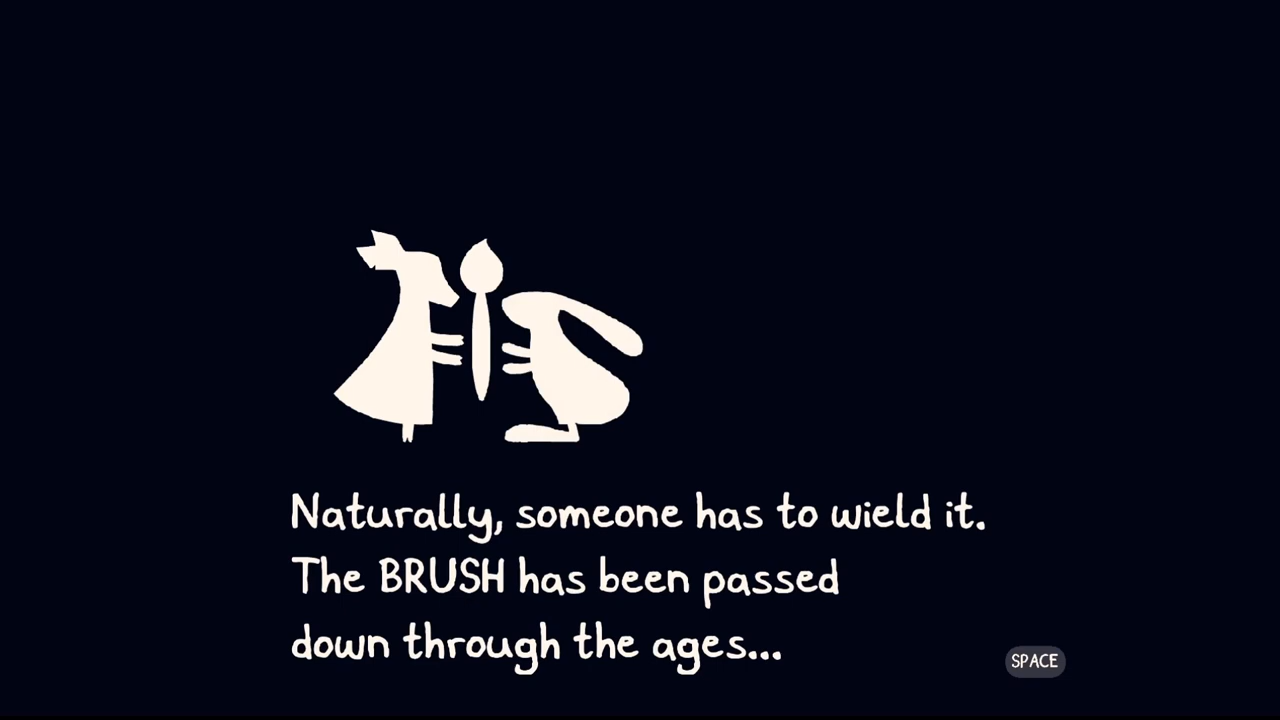 Naturally, someone has to wield it.
The BRUSH has been passed
down through the ages...
SPACE